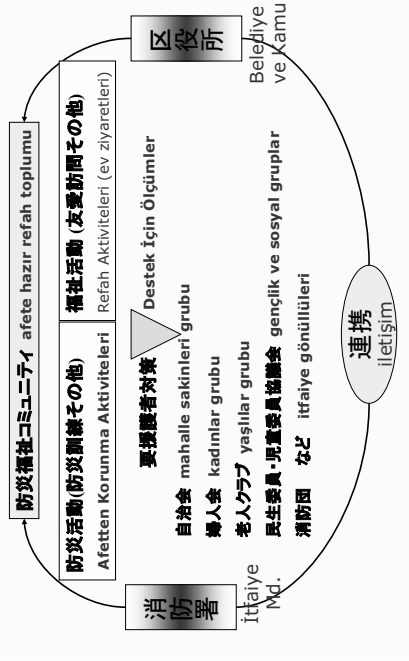 防災福祉コミュニティ afete hazır refah toplumu
防災活動(防災訓練その他)
Afetten Korunma Aktiviteleri
福祉活動 (友愛訪問その他)
Refah Aktiviteleri (ev ziyaretleri)
要援護者対策 Destek İçin Ölçümler
自治会 mahalle sakinleri grubu
婦人会 kadınlar grubu
老人クラブ yaşlılar grubu
民生委員・児童委員協議会 gençlik ve sosyal gruplar
消防団 など itfaiye gönüllüleri
消防署
İtfaiye
Md.
区役所
Belediye
ve Kamu
連携
iletişim